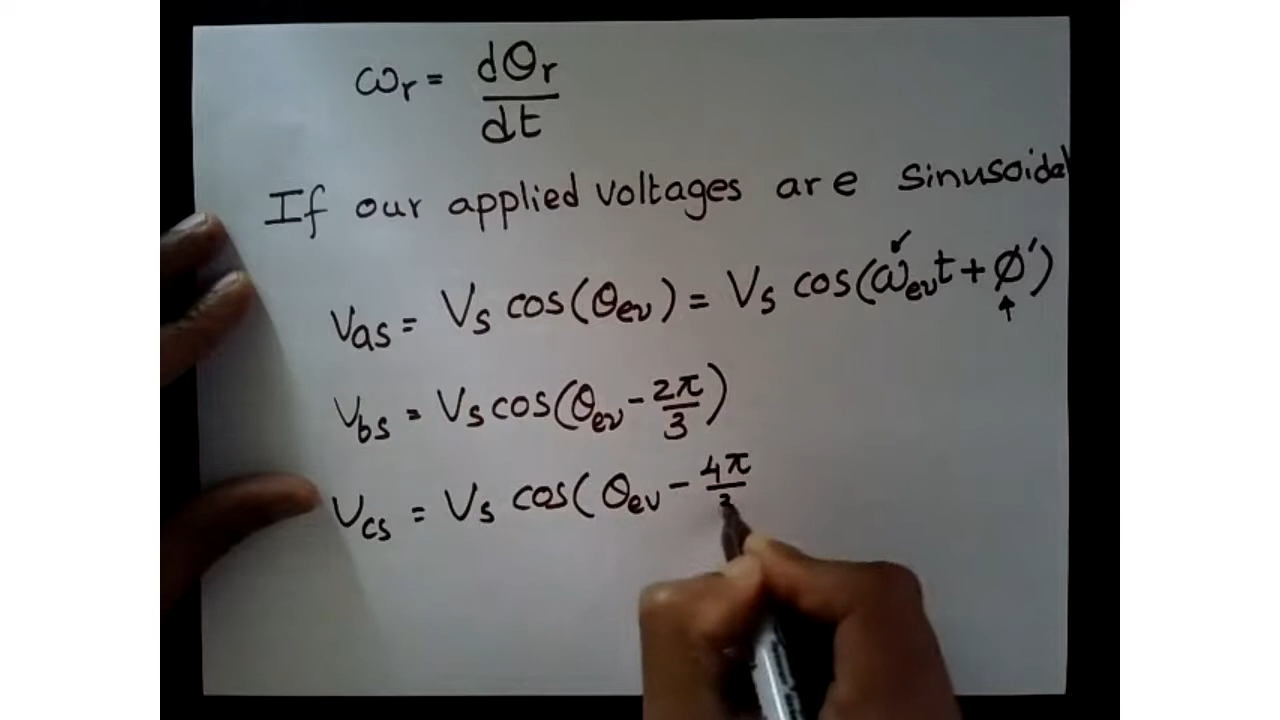 ωr = dθr/dt
If our applied voltages are sinusoidal
Vas = Vs cos(θev) = Vs cos(ωevt + ∅')
Vbs = Vs cos(θev - 2π/3)
Vcs = Vs cos(θev - 4π/3